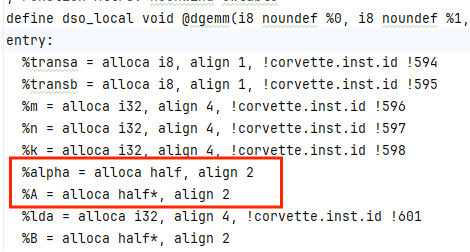 define dso_local void @dgemm(i8 noundef %0, i8 noundef %1,
entry:
%transa = alloca i8, align 1, !corvette.inst.id !594
%transb = alloca i8, align 1, !corvette.inst.id !595
%m = alloca i32, align 4, !corvette.inst.id !596
%n = alloca i32, align 4, !corvette.inst.id !597
%k = alloca i32, align 4, !corvette.inst.id !598
%alpha = alloca half, align 2
%A = alloca half*, align 2
%lda = alloca i32, align 4, !corvette.inst.id !601
%B = alloca half*, align 2